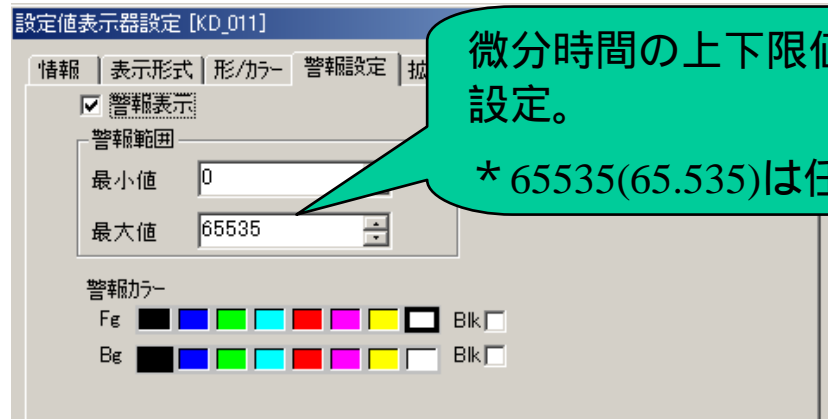 設定値表示器設定 [KD_011]
情報 表示形式 形/カラー 警報設定 拡
微分時間の上下限値
設定。
＊65535(65.535)は任
警報表示
警報範囲
最小値 0
最大値 65535
警報カラー
Fg Blk
Bg Blk